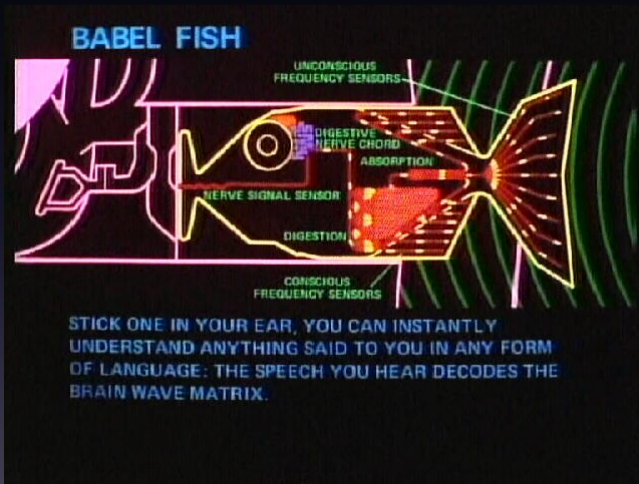 BABEL FISH
UNCONSCIOUS
FREQUENCY SENSORS
DIGESTIVE
NERVE CHORD
ABSORPTION
NERVE SIGNAL SENSOR
DIGESTION
CONSCIOUS
FREQUENCY SENSORS
STICK ONE IN YOUR EAR, YOU CAN INSTANTLY
UNDERSTAND ANYTHING SAID TO YOU IN ANY FORM
OF LANGUAGE: THE SPEECH YOU HEAR DECODES THE
BRAIN WAVE MATRIX.